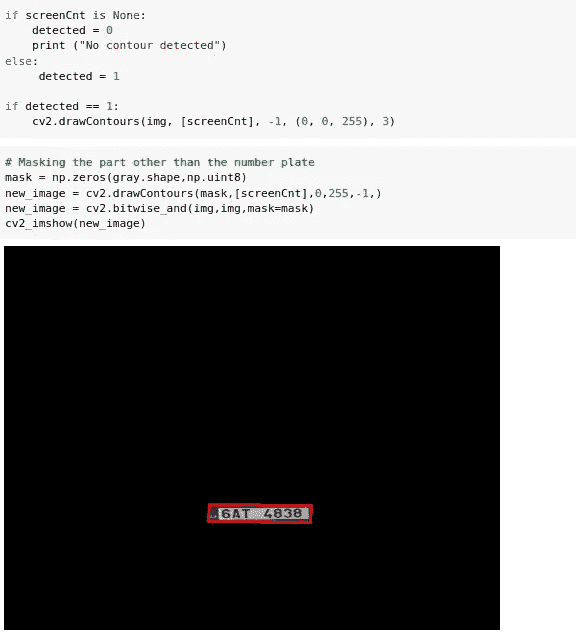 if screenCnt is None:
    detected = 0
    print ("No contour detected")
else:
     detected = 1

if detected == 1:
    cv2.drawContours(img, [screenCnt], -1, (0, 0, 255), 3)

# Masking the part other than the number plate
mask = np.zeros(gray.shape,np.uint8)
new_image = cv2.drawContours(mask,[screenCnt],0,255,-1,)
new_image = cv2.bitwise_and(img,img,mask=mask)
cv2_imshow(new_image)
6AT 4838